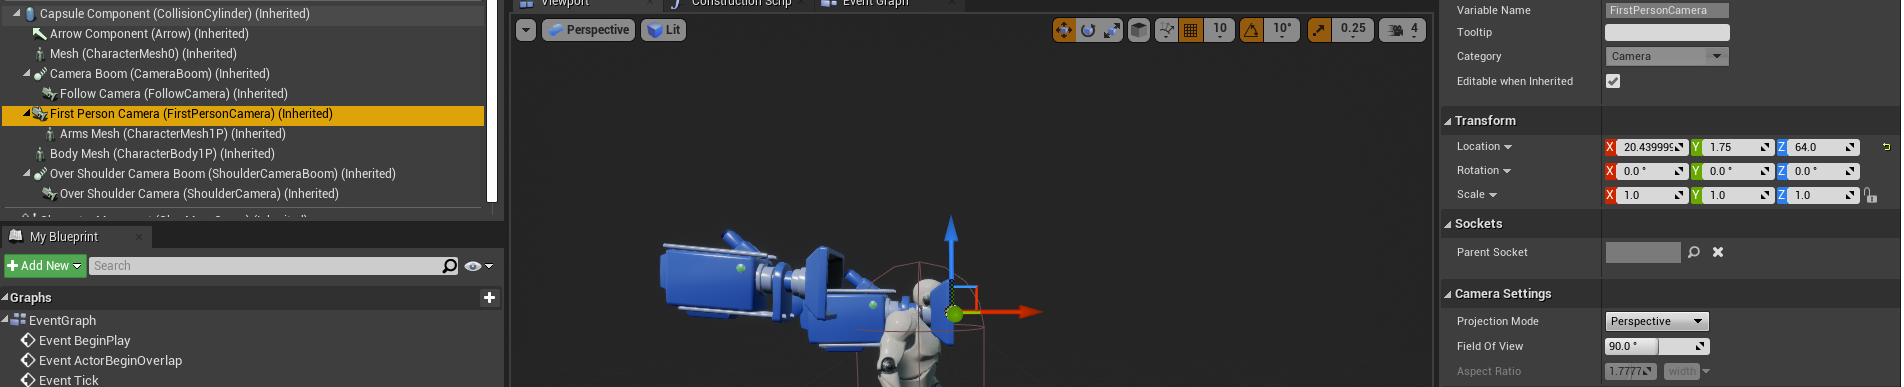 Capsule Component (CollisionCylinder) (Inherited)
Arrow Component (Arrow) (Inherited)
Mesh (CharacterMesh0) (Inherited)
Camera Boom (CameraBoom) (Inherited)
Follow Camera (FollowCamera) (Inherited)
First Person Camera (FirstPersonCamera) (Inherited)
Arms Mesh (CharacterMesh1P) (Inherited)
Body Mesh (CharacterBody1P) (Inherited)
Over Shoulder Camera Boom (ShoulderCameraBoom) (Inherited)
Over Shoulder Camera (ShoulderCamera) (Inherited)
My Blueprint
Add New
Search
Graphs
EventGraph
Event BeginPlay
Event ActorBeginOverlap
Event Tick
Viewport
Construction Scrip
Event Graph
Perspective
Lit
10
10°
0.25
4
Variable Name
FirstPersonCamera
Tooltip
Category
Camera
Editable when Inherited
Transform
Location
X 20.439999
Y 1.75
Z 64.0
Rotation
X 0.0 °
Y 0.0 °
Z 0.0 °
Scale
X 1.0
Y 1.0
Z 1.0
Sockets
Parent Socket
Camera Settings
Projection Mode
Perspective
Field Of View
90.0 °
Aspect Ratio
1.7777
width